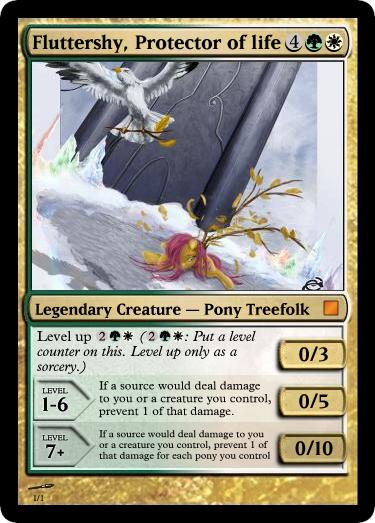 Fluttershy, Protector of life 4
Legendary Creature — Pony Treefolk
Level up 2 ( 2 : Put a level
counter on this. Level up only as a
sorcery.)
0/3
LEVEL
1-6
If a source would deal damage
to you or a creature you control,
prevent 1 of that damage.
0/5
LEVEL
7+
If a source would deal damage to you
or a creature you control, prevent 1 of
that damage for each pony you control
0/10
1/1